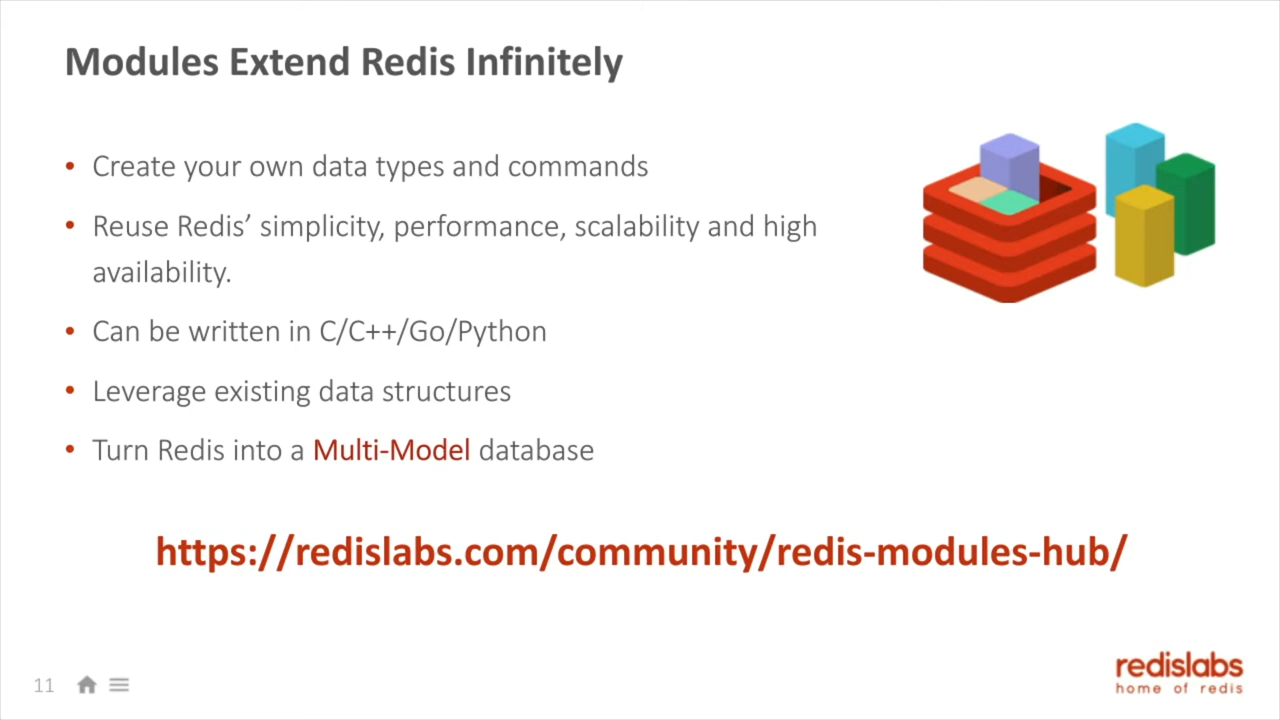 Modules Extend Redis Infinitely
• Create your own data types and commands
• Reuse Redis’ simplicity, performance, scalability and high
availability.
• Can be written in C/C++/Go/Python
• Leverage existing data structures
• Turn Redis into a Multi-Model database
https://redislabs.com/community/redis-modules-hub/
11
redislabs
home of redis